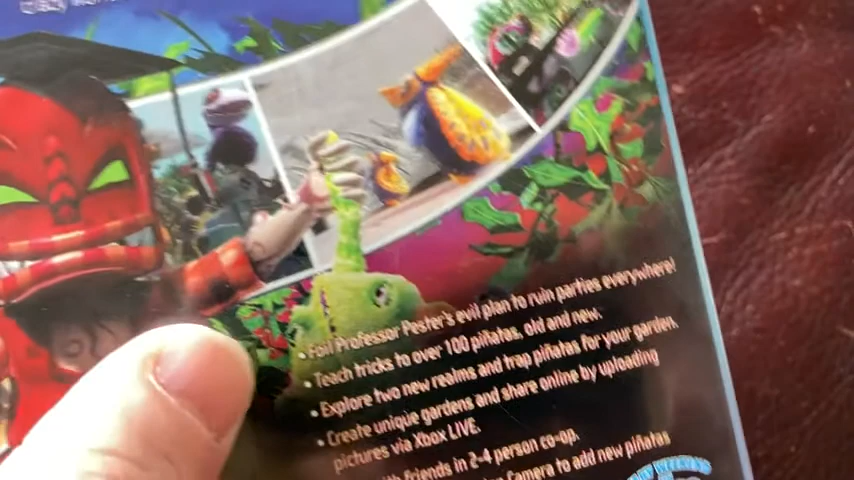 • Foil Professor Pester's evil plan to ruin parties everywhere!
• Teach tricks to over 100 piñatas, old and new.
• Explore two new realms and trap piñatas for your garden.
• Create unique gardens and share online by uploading
pictures via Xbox LIVE.
with friends in 2-4 person co-op.
Camera to add new piñatas